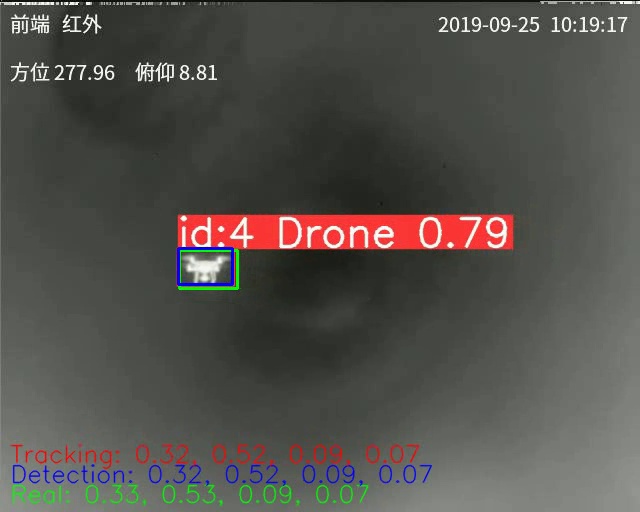 前端 红外 2019-09-25 10:19:17
方位 277.96 俯仰 8.81
id:4 Drone 0.79
Tracking: 0.32, 0.52, 0.09, 0.07
Detection: 0.32, 0.52, 0.09, 0.07
Real: 0.33, 0.53, 0.09, 0.07